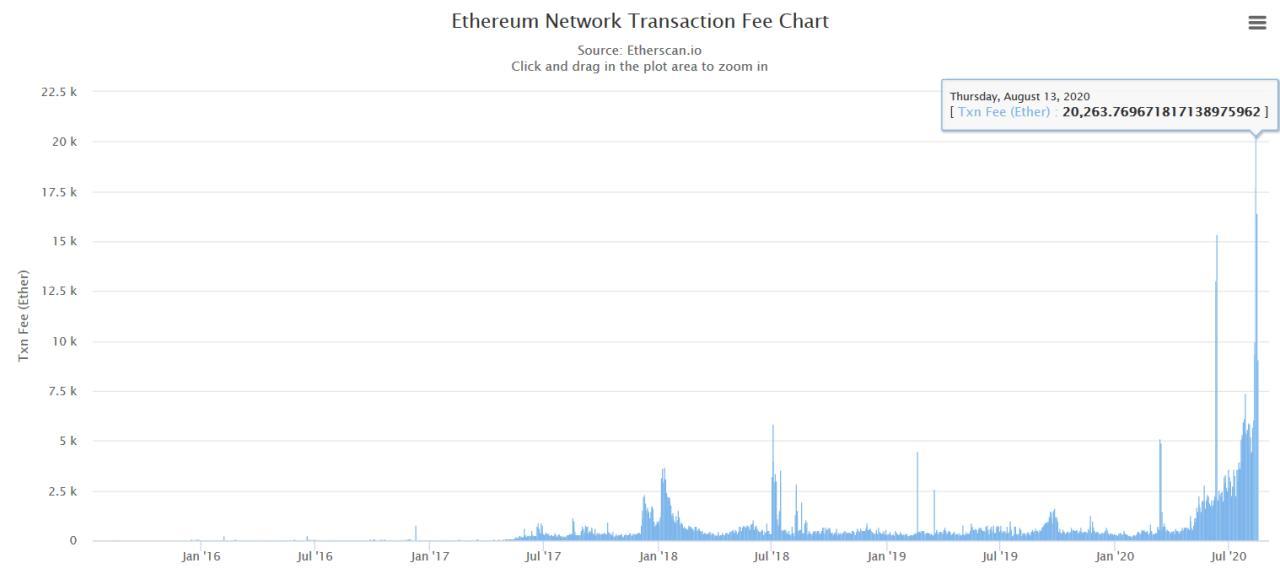 Ethereum Network Transaction Fee Chart
Source: Etherscan.io
Click and drag in the plot area to zoom in
Thursday, August 13, 2020
[ Txn Fee (Ether) : 20,263.769671817138975962 ]
22.5 k
20 k
17.5 k
15 k
12.5 k
10 k
7.5 k
5 k
2.5 k
0
Txn Fee (Ether)
Jan '16
Jul '16
Jan '17
Jul '17
Jan '18
Jul '18
Jan '19
Jul '19
Jan '20
Jul '20